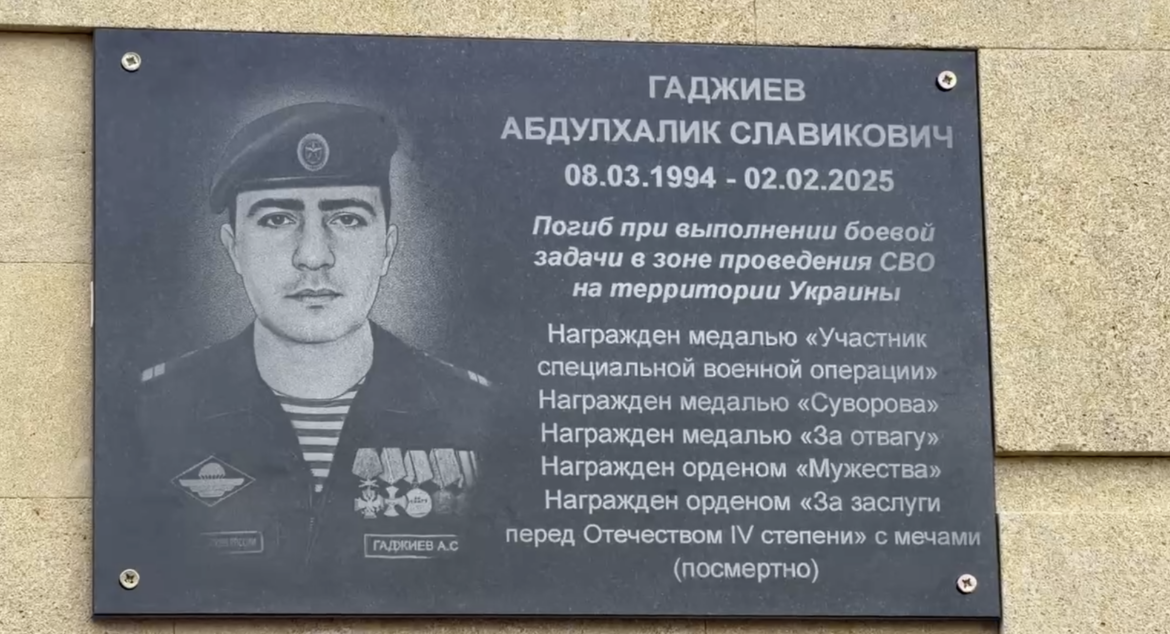 ГАДЖИЕВ
АБДУЛХАЛИК СЛАВИКОВИЧ
08.03.1994 - 02.02.2025
Погиб при выполнении боевой
задачи в зоне проведения СВО
на территории Украины
Награжден медалью «Участник
специальной военной операции»
Награжден медалью «Суворова»
Награжден медалью «За отвагу»
Награжден орденом «Мужества»
Награжден орденом «За заслуги
перед Отечеством IV степени» с мечами
(посмертно)
ГАДЖИЕВ А.С